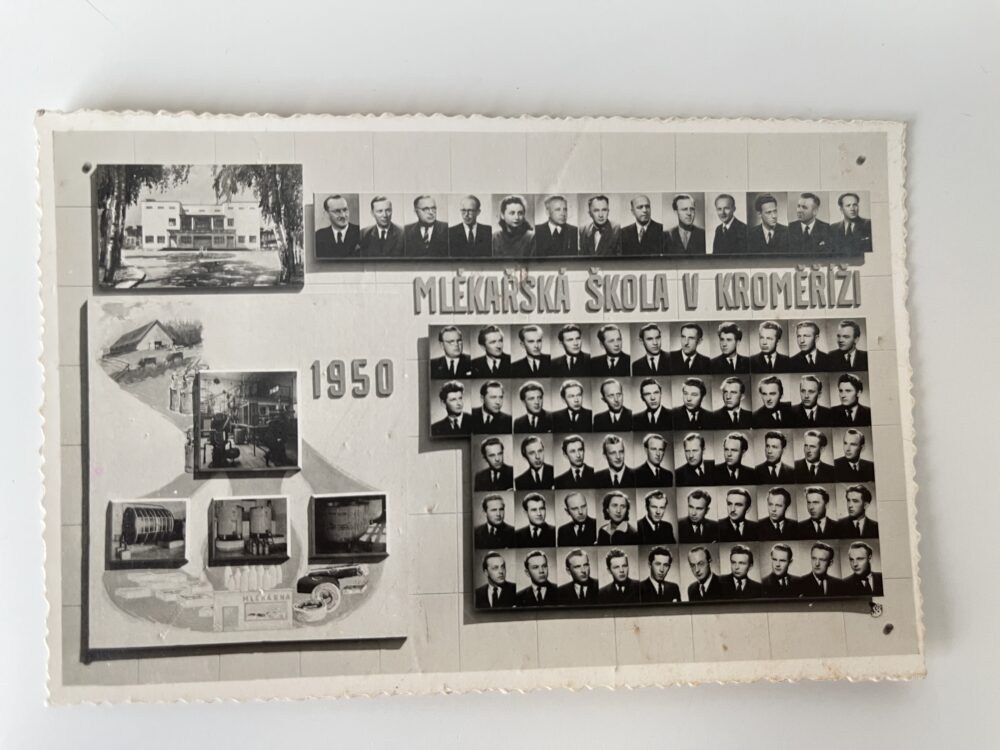 MLÉKAŘSKÁ ŠKOLA V KROMĚŘÍŽI
1950
MLÉKÁRNA